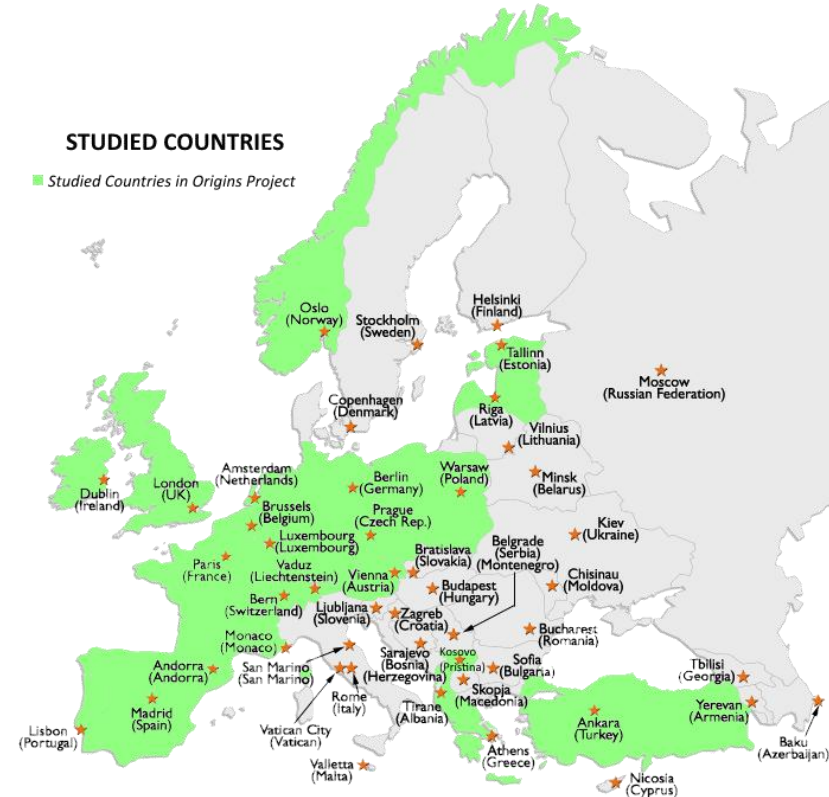 STUDIED COUNTRIES
Studied Countries in Origins Project
Helsinki
(Finland)
Oslo
(Norway)
Stockholm
(Sweden)
Tallinn
(Estonia)
Moscow
(Russian Federation)
Copenhagen
(Denmark)
Riga
(Latvia)
Vilnius
(Lithuania)
Minsk
(Belarus)
Dublin
(Ireland)
London
(UK)
Amsterdam
(Netherlands)
Berlin
(Germany)
Warsaw
(Poland)
Brussels
(Belgium)
Prague
(Czech Rep.)
Luxembourg
(Luxembourg)
Belgrade
(Serbia)
(Montenegro)
Kiev
(Ukraine)
Paris
(France)
Vaduz
(Liechtenstein)
Vienna
(Austria)
Bratislava
(Slovakia)
Budapest
(Hungary)
Chisinau
(Moldova)
Bern
(Switzerland)
Ljubljana
(Slovenia)
Zagreb
(Croatia)
Bucharest
(Romania)
Monaco
(Monaco)
San Marino
(San Marino)
Sarajevo
(Bosnia)
(Herzegovina)
Kosovo
(Pristina)
Sofia
(Bulgaria)
Andorra
(Andorra)
Madrid
(Spain)
Lisbon
(Portugal)
Rome
(Italy)
Vatican City
(Vatican)
Tirane
(Albania)
Skopja
(Macedonia)
Valletta
(Malta)
Athens
(Greece)
Ankara
(Turkey)
Tbilisi
(Georgia)
Yerevan
(Armenia)
Baku
(Azerbaijan)
Nicosia
(Cyprus)